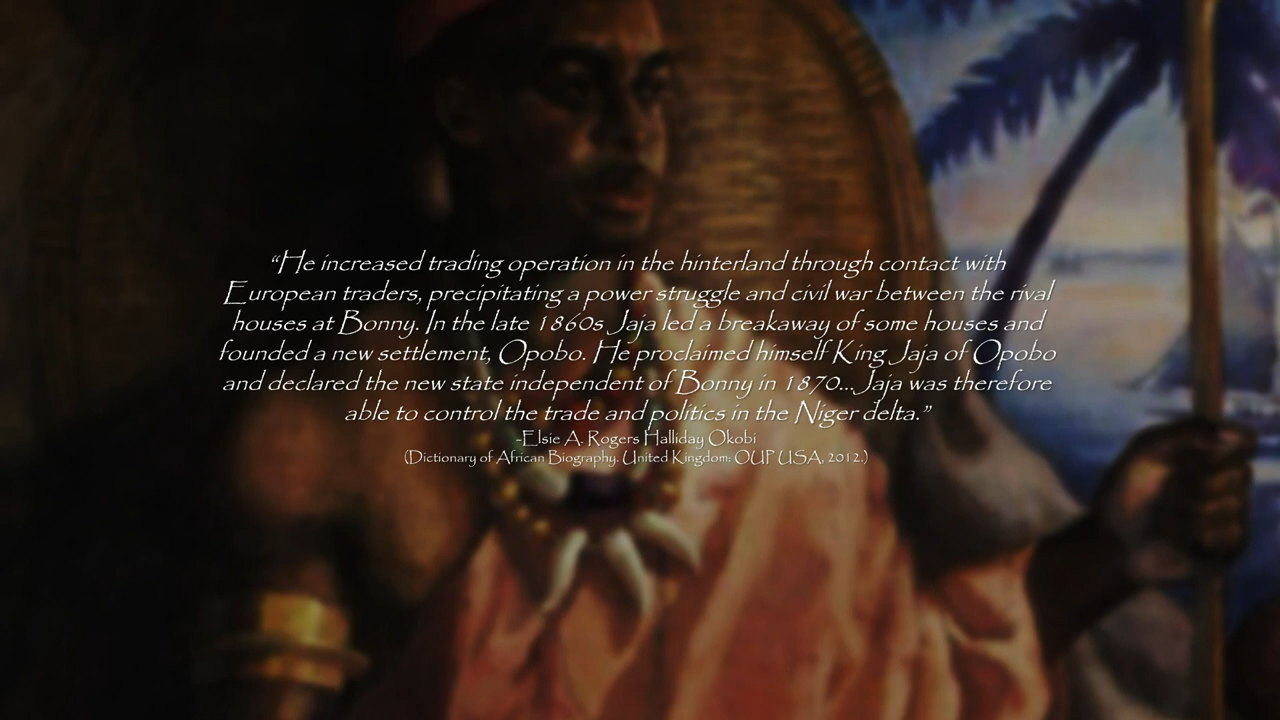 “He increased trading operation in the hinterland through contact with
European traders, precipitating a power struggle and civil war between the rival
houses at Bonny. In the late 1860s Jaja led a breakaway of some houses and
founded a new settlement, Opobo. He proclaimed himself King Jaja of Opobo
and declared the new state independent of Bonny in 1870... Jaja was therefore
able to control the trade and politics in the Niger delta.”
-Elsie A. Rogers Halliday Okobi
(Dictionary of African Biography. United Kingdom: OUP USA, 2012.)